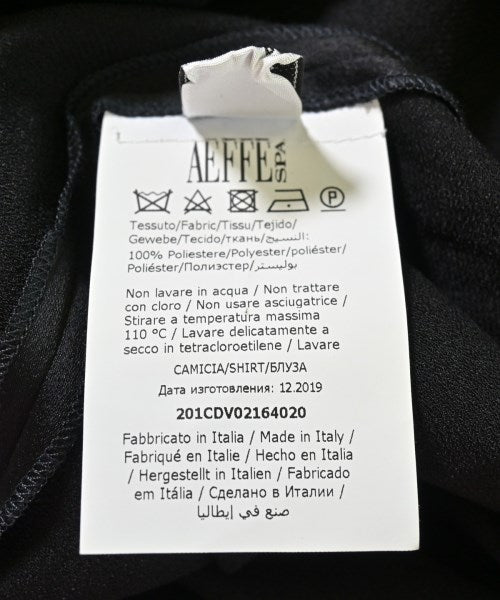 AEFFE SPA
P
Tessuto/Fabric/Tissu/Tejido/
Gewebe/Tecido/ткань/النسيج:
100% Poliestere/Polyester/poliéster/
Poliéster/Полиэстер/بوليستر
Non lavare in acqua / Non trattare
con cloro / Non usare asciugatrice /
Stirare a temperatura massima
110 ºC / Lavare delicatamente a
secco in tetracloroetilene / Lavare
CAMICIA/SHIRT/БЛУЗА
Дата изготовления: 12.2019
201CDV02164020
Fabbricato in Italia / Made in Italy /
Fabriqué en Italie / Hecho en Italia
/ Hergestellt in Italien / Fabricado
em Itália / Сделано в Италии /
صنع في إيطاليا